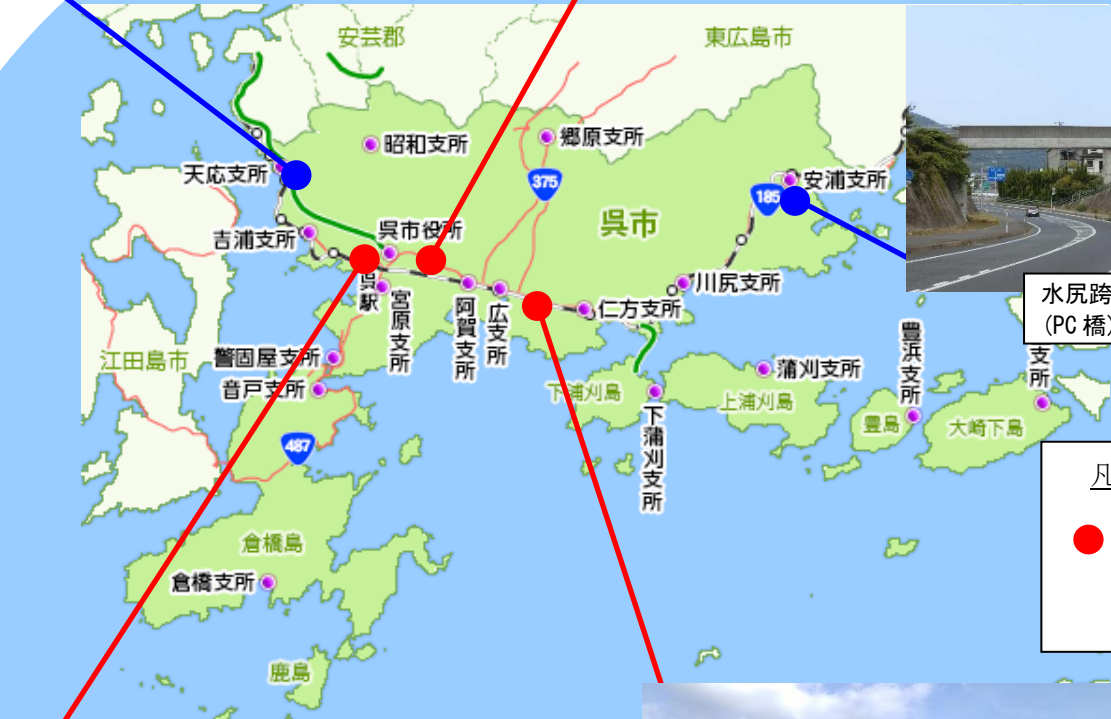 安芸郡
東広島市
昭和支所
郷原支所
天応支所
375
185
安浦支所
呉市役所
呉市
吉浦支所
呉駅
宮原支所
阿賀支所
広支所
仁方支所
川尻支所
水尻跨
(PC 橋)
江田島市
警固屋支所
音戸支所
下浦刈島
下蒲刈支所
蒲刈支所
上浦刈島
豊浜支所
豊島
支所
大崎下島
487
凡
倉橋島
倉橋支所
鹿島